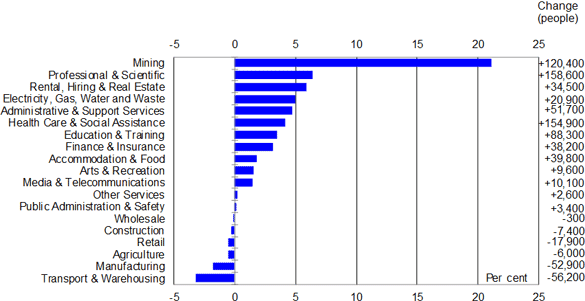 Change
(people)
-5 0 5 10 15 20 25
Mining +120,400
Professional & Scientific +158,600
Rental, Hiring & Real Estate +34,500
Electricity, Gas, Water and Waste +20,900
Administrative & Support Services +51,700
Health Care & Social Assistance +154,900
Education & Training +88,300
Finance & Insurance +38,200
Accommodation & Food +39,800
Arts & Recreation +9,600
Media & Telecommunications +10,100
Other Services +2,600
Public Administration & Safety +3,400
Wholesale -300
Construction -7,400
Retail -17,900
Agriculture -6,000
Manufacturing -52,900
Transport & Warehousing Per cent -56,200
-5 0 5 10 15 20 25